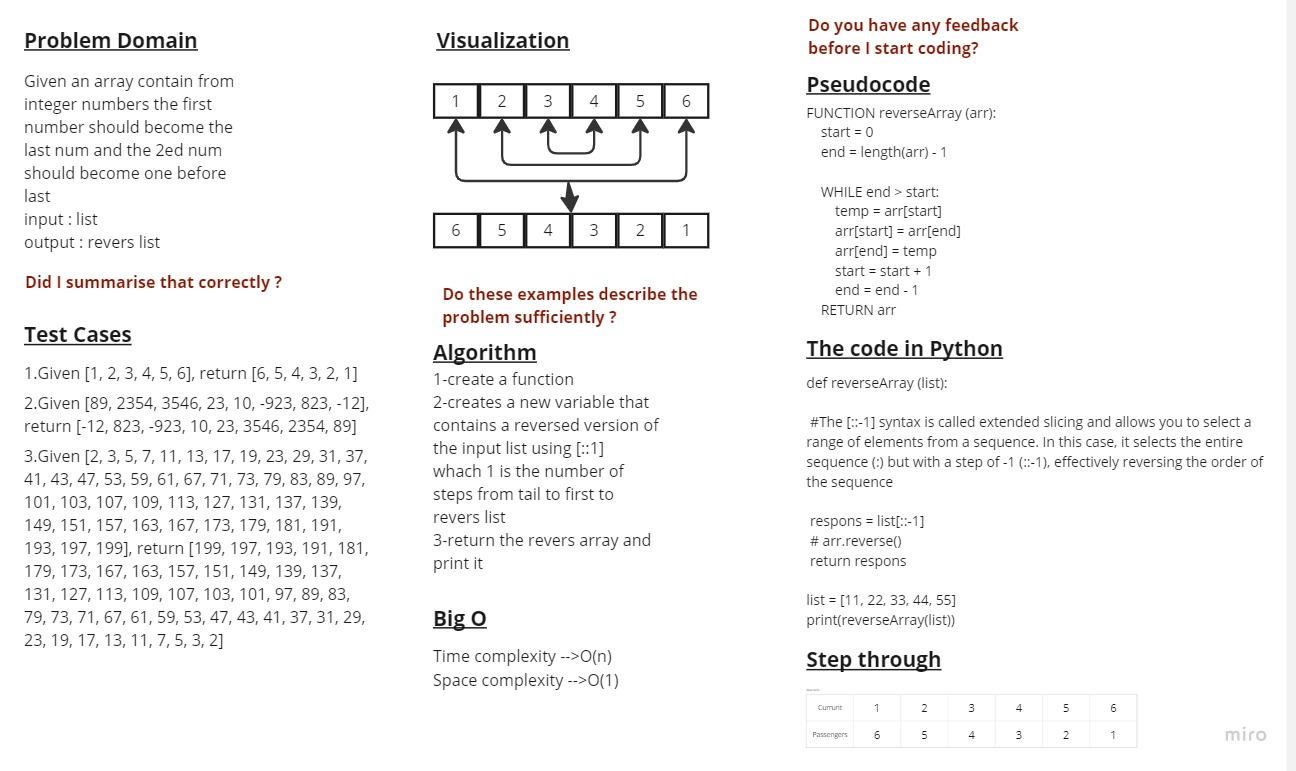 Problem Domain
Given an array contain from
integer numbers the first
number should become the
last num and the 2ed num
should become one before
last
input : list
output : revers list
Did I summarise that correctly ?
Test Cases
1.Given [1, 2, 3, 4, 5, 6], return [6, 5, 4, 3, 2, 1]
2.Given [89, 2354, 3546, 23, 10, -923, 823, -12],
return [-12, 823, -923, 10, 23, 3546, 2354, 89]
3.Given [2, 3, 5, 7, 11, 13, 17, 19, 23, 29, 31, 37,
41, 43, 47, 53, 59, 61, 67, 71, 73, 79, 83, 89, 97,
101, 103, 107, 109, 113, 127, 131, 137, 139,
149, 151, 157, 163, 167, 173, 179, 181, 191,
193, 197, 199], return [199, 197, 193, 191, 181,
179, 173, 167, 163, 157, 151, 149, 139, 137,
131, 127, 113, 109, 107, 103, 101, 97, 89, 83,
79, 73, 71, 67, 61, 59, 53, 47, 43, 41, 37, 31, 29,
23, 19, 17, 13, 11, 7, 5, 3, 2]
Visualization
1 2 3 4 5 6
6 5 4 3 2 1
Do these examples describe the
problem sufficiently ?
Algorithm
1-create a function
2-creates a new variable that
contains a reversed version of
the input list using [::1]
whach 1 is the number of
steps from tail to first to
revers list
3-return the revers array and
print it
Big O
Time complexity -->O(n)
Space complexity -->O(1)
Do you have any feedback
before I start coding?
Pseudocode
FUNCTION reverseArray (arr):
start = 0
end = length(arr) - 1
WHILE end > start:
temp = arr[start]
arr[start] = arr[end]
arr[end] = temp
start = start + 1
end = end - 1
RETURN arr
The code in Python
def reverseArray (list):
#The [::-1] syntax is called extended slicing and allows you to select a
range of elements from a sequence. In this case, it selects the entire
sequence (:) but with a step of -1 (::-1), effectively reversing the order of
the sequence
respons = list[::-1]
# arr.reverse()
return respons
list = [11, 22, 33, 44, 55]
print(reverseArray(list))
Step through
Currunt 1 2 3 4 5 6
Passengers 6 5 4 3 2 1
miro